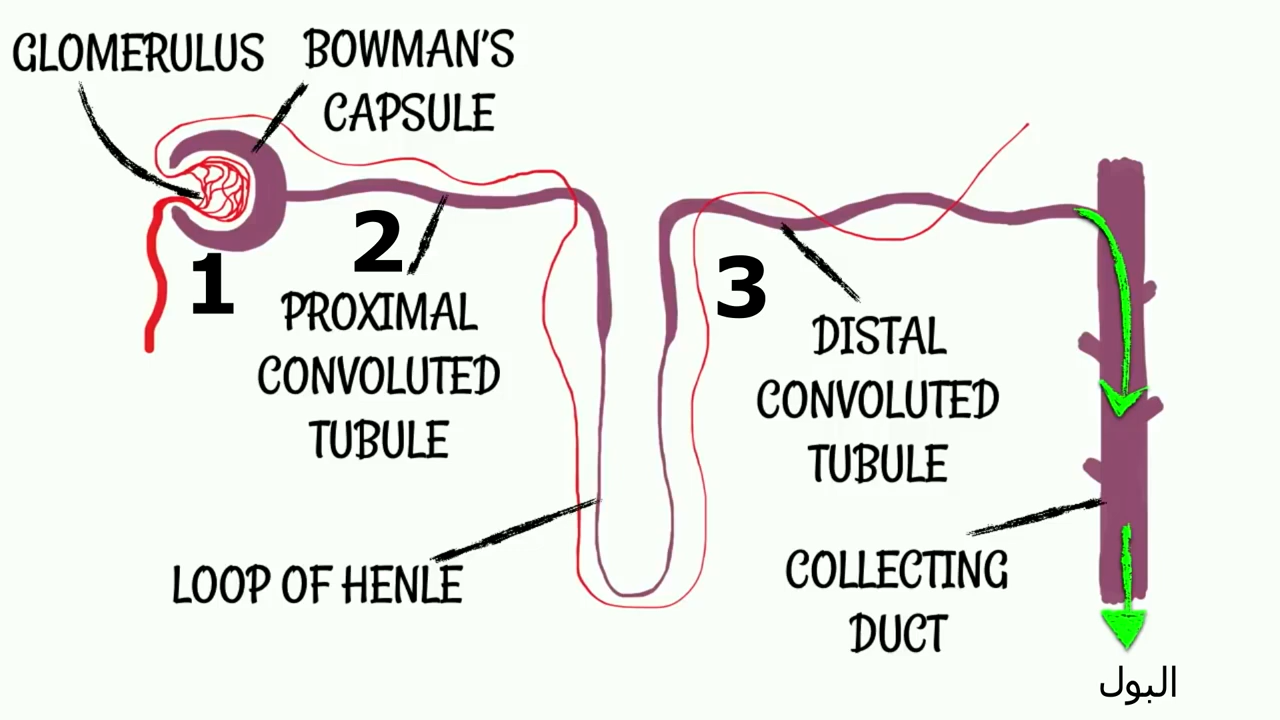 GLOMERULUS
BOWMAN'S
CAPSULE
1
2
PROXIMAL
CONVOLUTED
TUBULE
3
DISTAL
CONVOLUTED
TUBULE
LOOP OF HENLE
COLLECTING
DUCT
البول